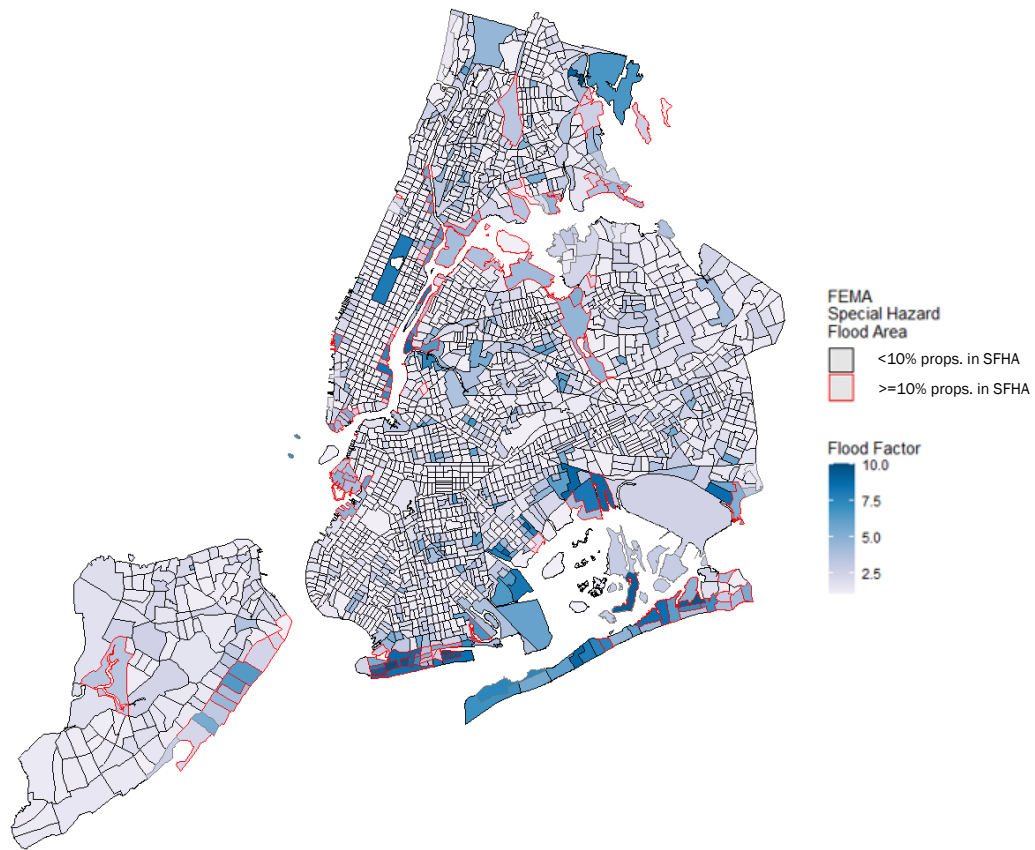 FEMA
Special Hazard
Flood Area
<10% props. in SFHA
>=10% props. in SFHA
Flood Factor
10.0
7.5
5.0
2.5